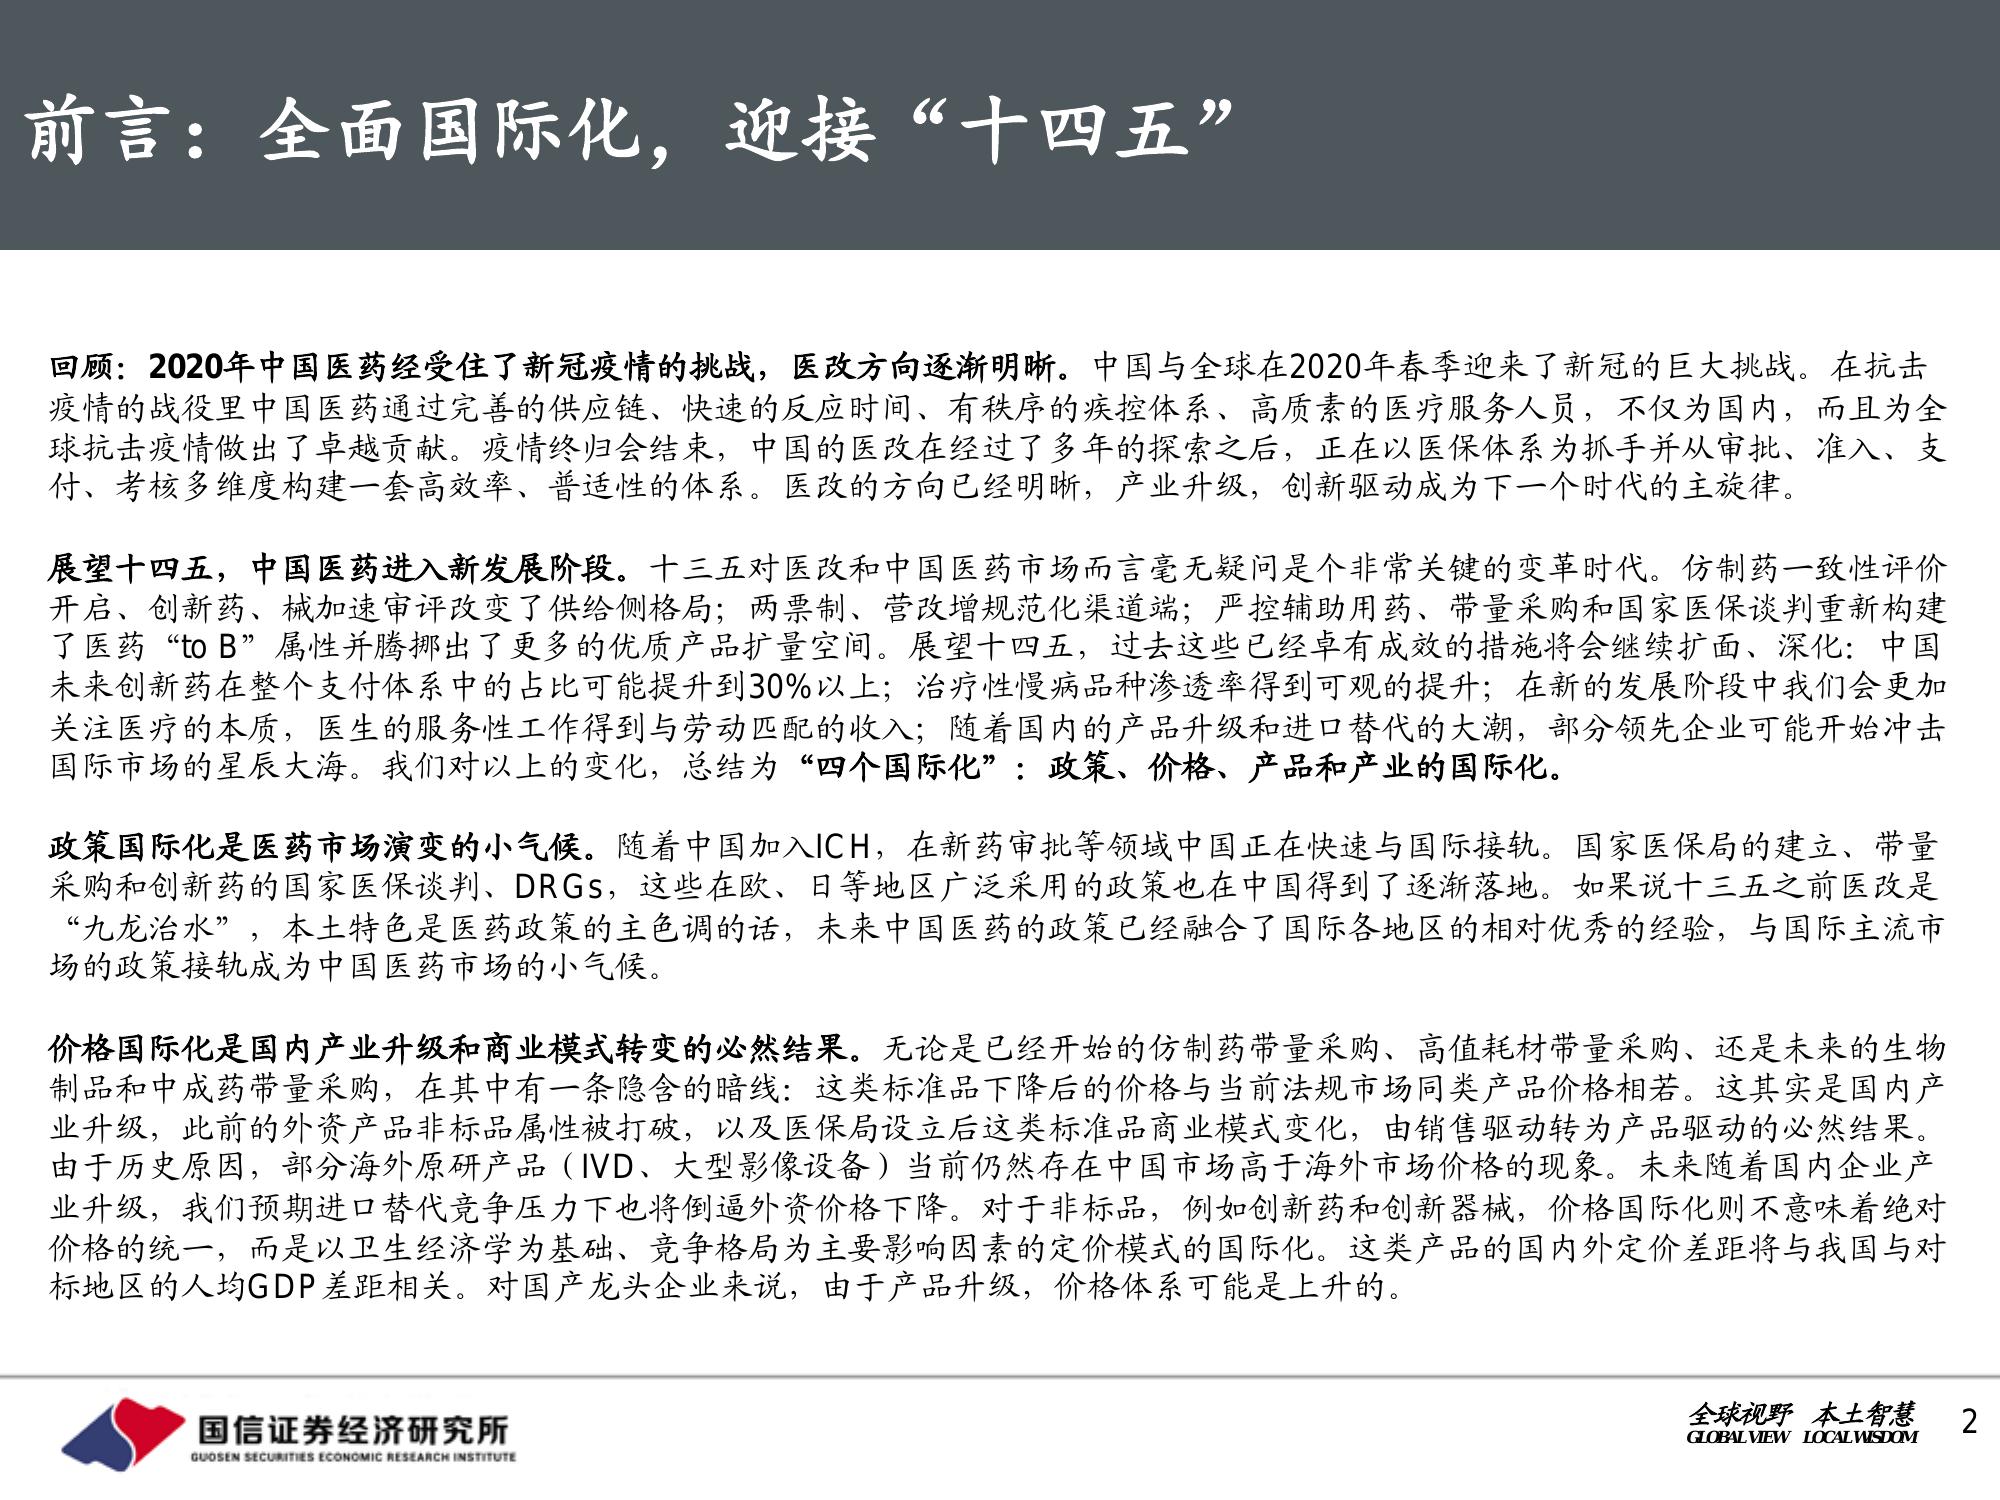 前言：全面国际化，迎接“十四五”
回顾：2020年中国医药经受住了新冠疫情的挑战，医改方向逐渐明晰。中国与全球在2020年春季迎来了新冠的巨大挑战。在抗击
疫情的战役里中国医药通过完善的供应链、快速的反应时间、有秩序的疾控体系、高质素的医疗服务人员，不仅为国内，而且为全
球抗击疫情做出了卓越贡献。疫情终归会结束，中国的医改在经过了多年的探索之后，正在以医保体系为抓手并从审批、准入、支
付、考核多维度构建一套高效率、普适性的体系。医改的方向已经明晰，产业升级，创新驱动成为下一个时代的主旋律。
展望十四五，中国医药进入新发展阶段。十三五对医改和中国医药市场而言毫无疑问是个非常关键的变革时代。仿制药一致性评价
开启、创新药、械加速审评改变了供给侧格局；两票制、营改增规范化渠道端；严控辅助用药、带量采购和国家医保谈判重新构建
了医药“to B”属性并腾挪出了更多的优质产品扩量空间。展望十四五，过去这些已经卓有成效的措施将会继续扩面、深化：中国
未来创新药在整个支付体系中的占比可能提升到30%以上；治疗性慢病品种渗透率得到可观的提升；在新的发展阶段中我们会更加
关注医疗的本质，医生的服务性工作得到与劳动匹配的收入；随着国内的产品升级和进口替代的大潮，部分领先企业可能开始冲击
国际市场的星辰大海。我们对以上的变化，总结为“四个国际化”：政策、价格、产品和产业的国际化。
政策国际化是医药市场演变的小气候。随着中国加入ICH，在新药审批等领域中国正在快速与国际接轨。国家医保局的建立、带量
采购和创新药的国家医保谈判、DRGs，这些在欧、日等地区广泛采用的政策也在中国得到了逐渐落地。如果说十三五之前医改是
“九龙治水”，本土特色是医药政策的主色调的话，未来中国医药的政策已经融合了国际各地区的相对优秀的经验，与国际主流市
场的政策接轨成为中国医药市场的小气候。
价格国际化是国内产业升级和商业模式转变的必然结果。无论是已经开始的仿制药带量采购、高值耗材带量采购、还是未来的生物
制品和中成药带量采购，在其中有一条隐含的暗线：这类标准品下降后的价格与当前法规市场同类产品价格相若。这其实是国内产
业升级，此前的外资产品非标品属性被打破，以及医保局设立后这类标准品商业模式变化，由销售驱动转为产品驱动的必然结果。
由于历史原因，部分海外原研产品（IVD、大型影像设备）当前仍然存在中国市场高于海外市场价格的现象。未来随着国内企业产
业升级，我们预期进口替代竞争压力下也将倒逼外资价格下降。对于非标品，例如创新药和创新器械，价格国际化则不意味着绝对
价格的统一，而是以卫生经济学为基础、竞争格局为主要影响因素的定价模式的国际化。这类产品的国内外定价差距将与我国与对
标地区的人均GDP差距相关。对国产龙头企业来说，由于产品升级，价格体系可能是上升的。
国信证券经济研究所
GUOSEN SECURITIES ECONOMIC RESEARCH INSTITUTE
全球视野 本土智慧
GLOBAL VIEW LOCAL WISDOM
2